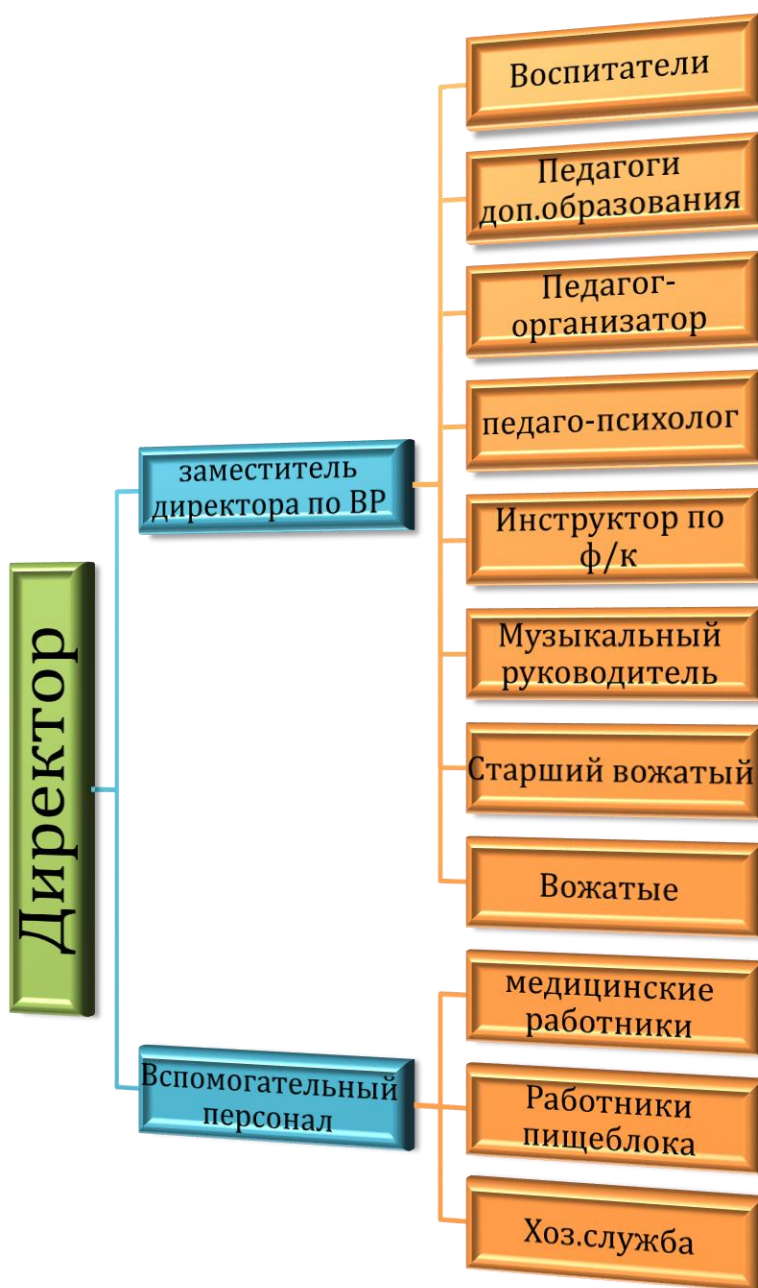 Директор
заместитель
директора по ВР
Воспитатели
Педагоги
доп.образования
Педагог-
организатор
педаго-психолог
Инструктор по
ф/к
Музыкальный
руководитель
Старший вожатый
Вожатые
Вспомогательный
персонал
медицинские
работники
Работники
пищеблока
Хоз.служба